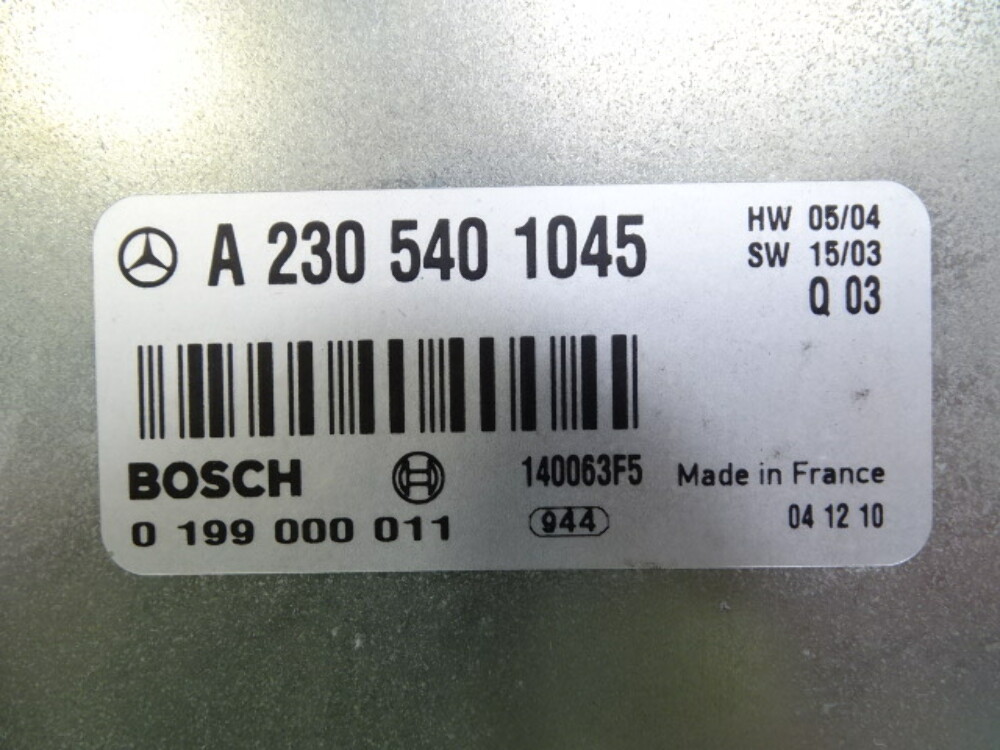 A 230 540 1045
HW 05/04
SW 15/03
Q 03
BOSCH
140063F5
Made in France
0 199 000 011
944
04 12 10